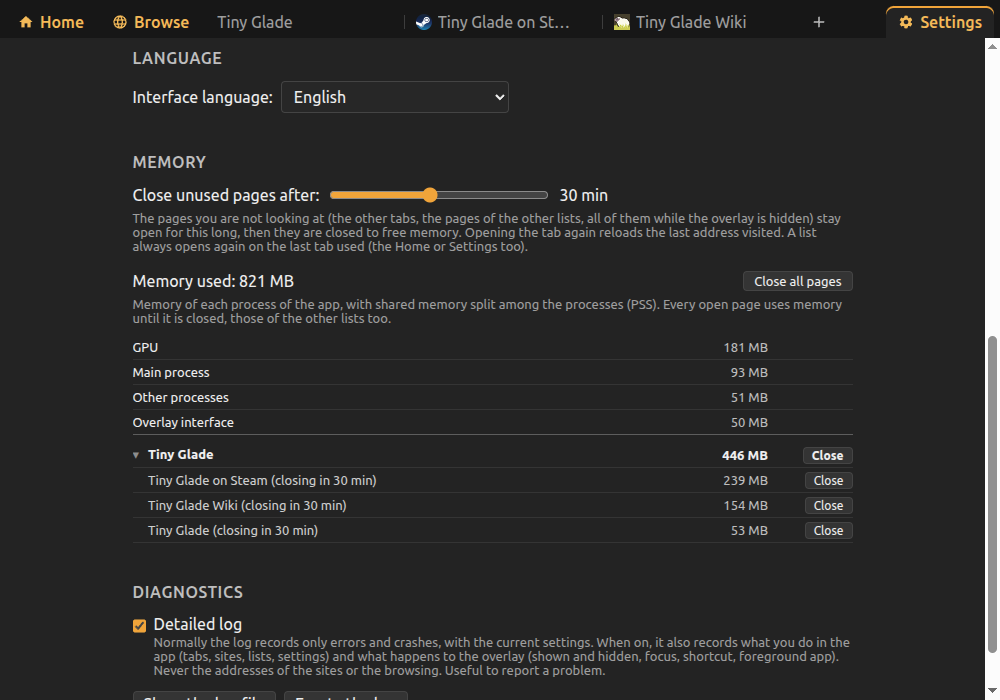 Home Browse Tiny Glade Tiny Glade on St... Tiny Glade Wiki + Settings
LANGUAGE
Interface language: English
MEMORY
Close unused pages after: 30 min
The pages you are not looking at (the other tabs, the pages of the other lists, all of them while the overlay is hidden) stay
open for this long, then they are closed to free memory. Opening the tab again reloads the last address visited. A list
always opens again on the last tab used (the Home or Settings too).
Memory used: 821 MB Close all pages
Memory of each process of the app, with shared memory split among the processes (PSS). Every open page uses memory
until it is closed, those of the other lists too.
GPU 181 MB
Main process 93 MB
Other processes 51 MB
Overlay interface 50 MB
Tiny Glade 446 MB Close
Tiny Glade on Steam (closing in 30 min) 239 MB Close
Tiny Glade Wiki (closing in 30 min) 154 MB Close
Tiny Glade (closing in 30 min) 53 MB Close
DIAGNOSTICS
Detailed log
Normally the log records only errors and crashes, with the current settings. When on, it also records what you do in the
app (tabs, sites, lists, settings) and what happens to the overlay (shown and hidden, focus, shortcut, foreground app).
Never the addresses of the sites or the browsing. Useful to report a problem.